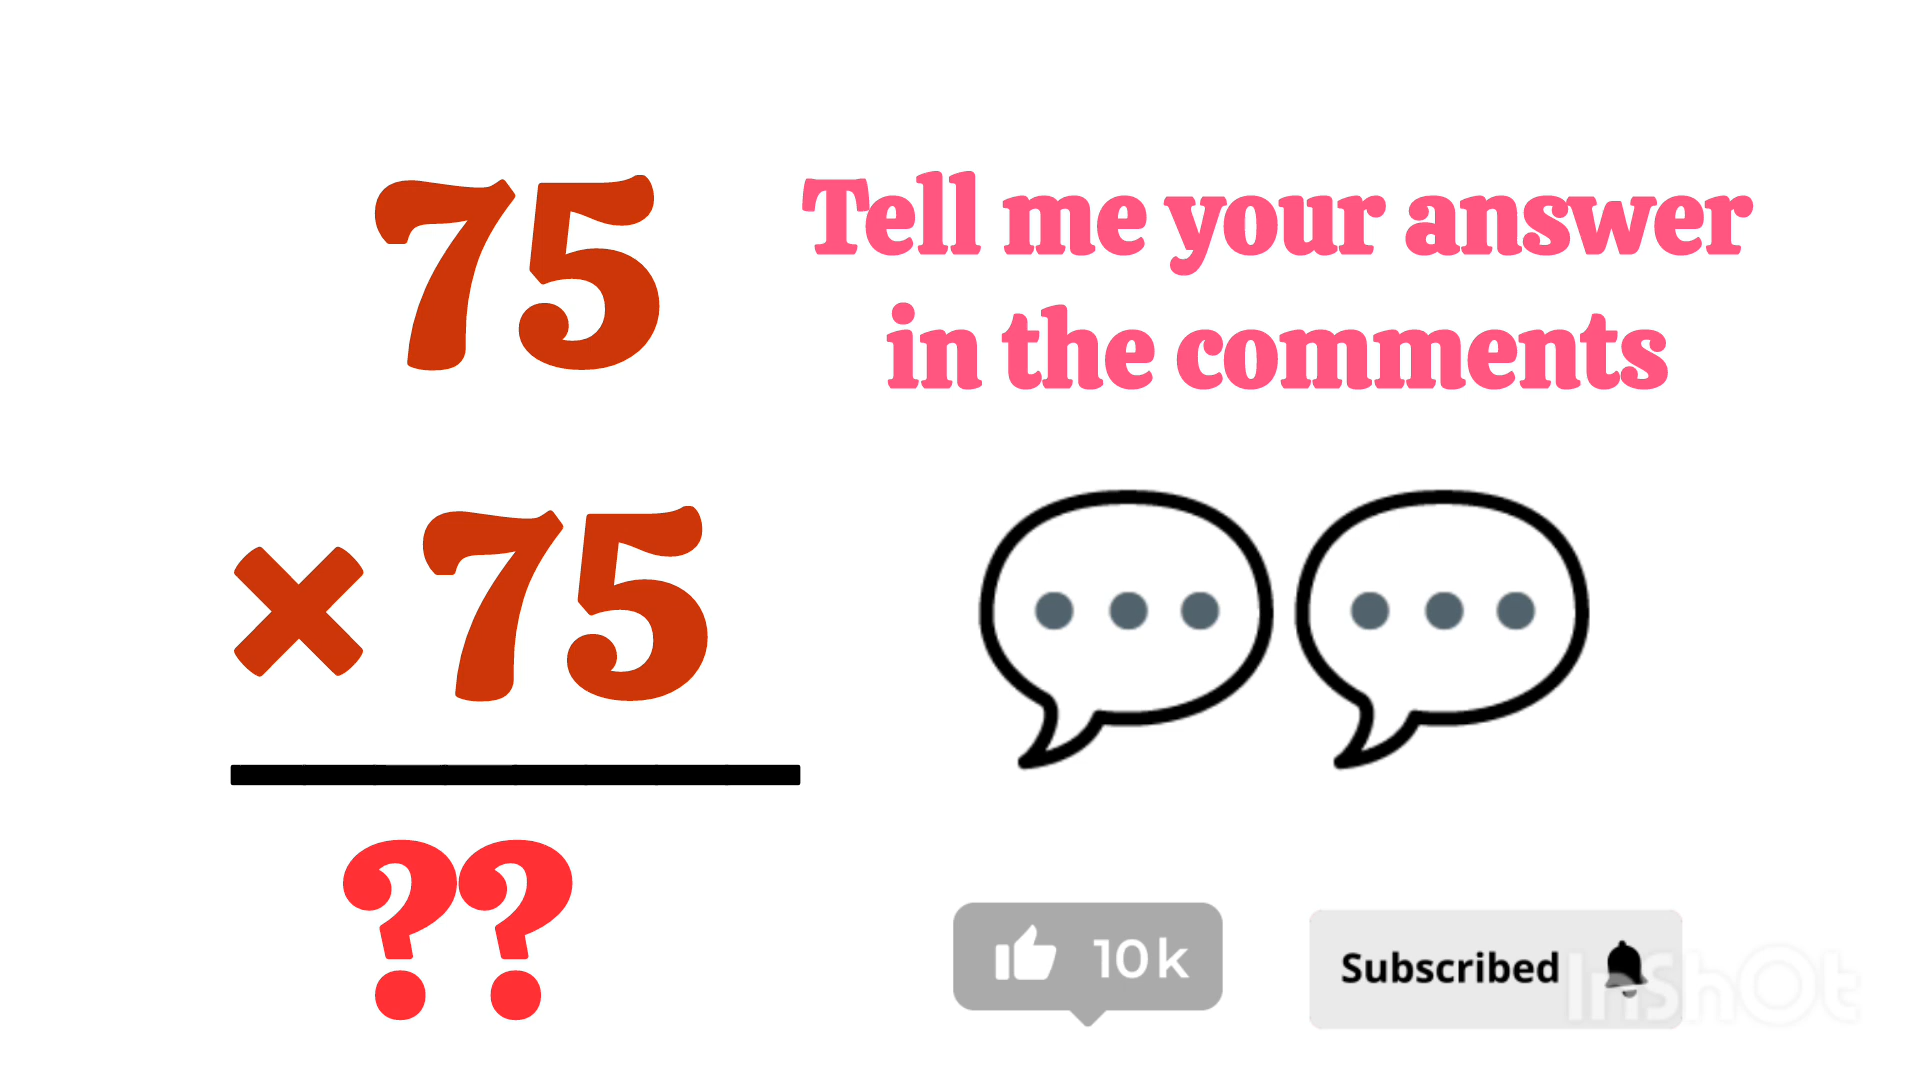 75
× 75
??
Tell me your answer
in the comments
10k
Subscribed
InShOt